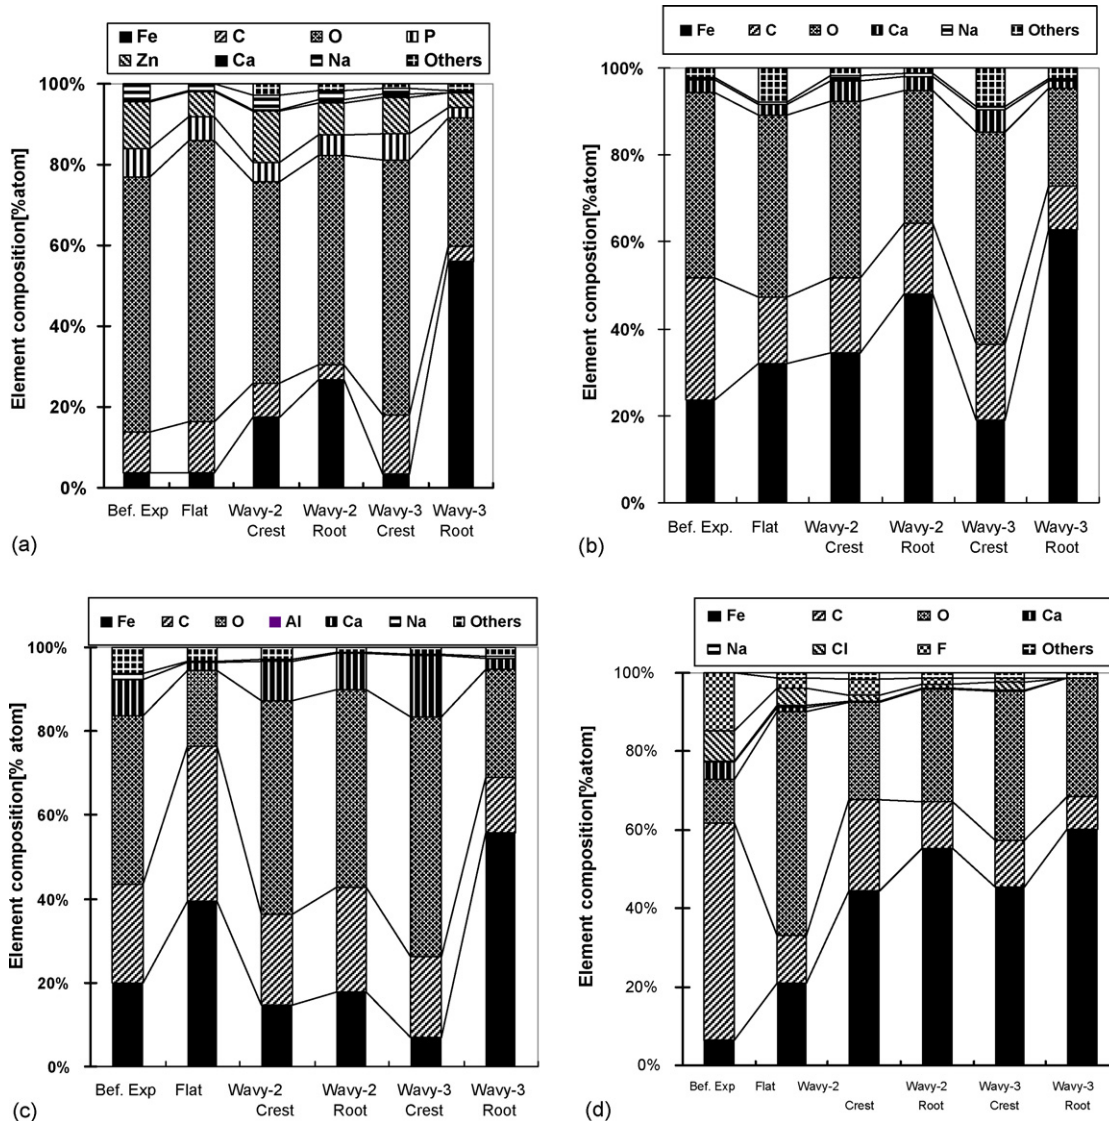 Fe C O P
Zn Ca Na Others
Element composition[%atom]
100%
80%
60%
40%
20%
0%
Bef. Exp Flat Wavy-2 Wavy-2 Wavy-3 Wavy-3
Crest Root Crest Root
(a)
Fe C O Ca Na Others
Element compostion[%atom]
100%
80%
60%
40%
20%
0%
Bef. Exp. Flat Wavy-2 Wavy-2 Wavy-3 Wavy-3
Crest Root Crest Root
(b)
Fe C O Al Ca Na Others
Element composition[% atom]
100%
80%
60%
40%
20%
0%
Bef. Exp Flat Wavy-2 Wavy-2 Wavy-3 Wavy-3
Crest Root Crest Root
(c)
Fe C O Ca
Na Cl F Others
Element composition[%atom]
100%
80%
60%
40%
20%
0%
Bef. Exp Flat Wavy-2 Wavy-2 Wavy-3 Wavy-3
Crest Root Crest Root
(d)